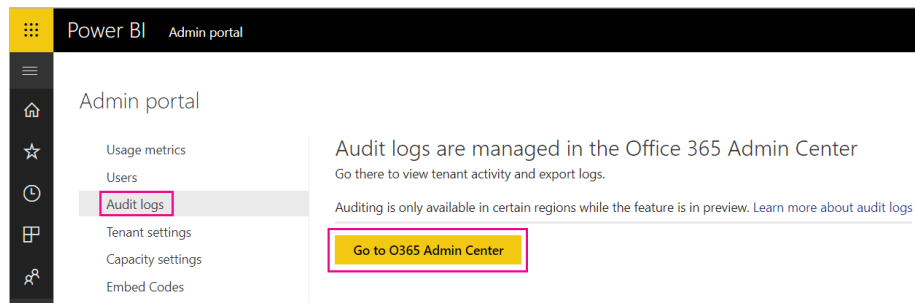 Power BI Admin portal
Admin portal
Usage metrics
Users
Audit logs
Tenant settings
Capacity settings
Embed Codes
Audit logs are managed in the Office 365 Admin Center
Go there to view tenant activity and export logs.
Auditing is only available in certain regions while the feature is in preview. Learn more about audit logs
Go to O365 Admin Center